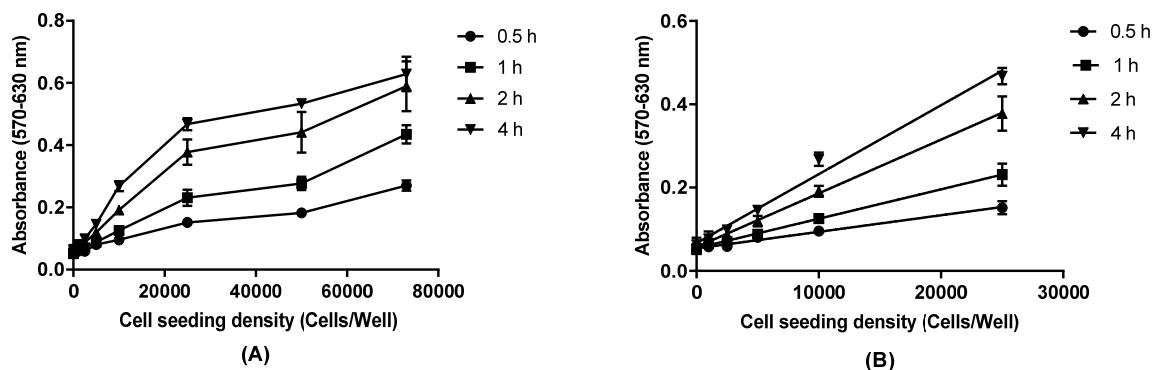 0.8
0.6
0.4
0.2
0.0
0 20000 40000 60000 80000
Absorbance (570-630 nm)
Cell seeding density (Cells/Well)
0.5 h
1 h
2 h
4 h
(A)
0.6
0.4
0.2
0.0
0 10000 20000 30000
Absorbance (570-630 nm)
Cell seeding density (Cells/Well)
0.5 h
1 h
2 h
4 h
(B)